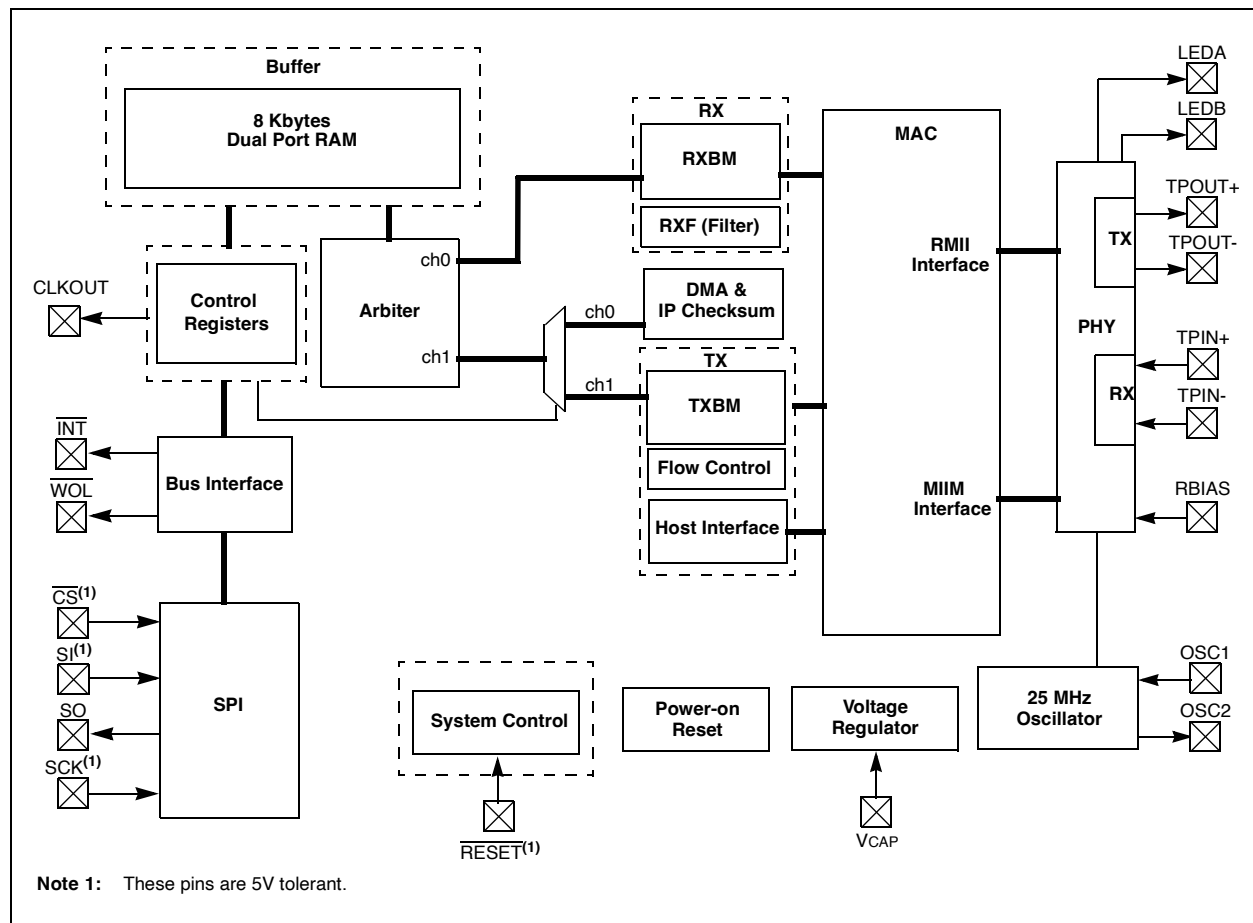 Buffer
8 Kbytes
Dual Port RAM
RX
RXBM
RXF (Filter)
MAC
LEDA
LEDB
TPOUT+
TX
TPOUT-
RMII
Interface
CLKOUT
Control
Registers
ch0
Arbiter
ch1
ch0
DMA &
IP Checksum
PHY
TPIN+
RX
TPIN-
TX
ch1
TXBM
Flow Control
Host Interface
MIIM
Interface
RBIAS
INT
WOL
Bus Interface
CS(1)
SI(1)
SO
SCK(1)
SPI
System Control
RESET(1)
Power-on
Reset
Voltage
Regulator
VCAP
25 MHz
Oscillator
OSC1
OSC2
Note 1: These pins are 5V tolerant.